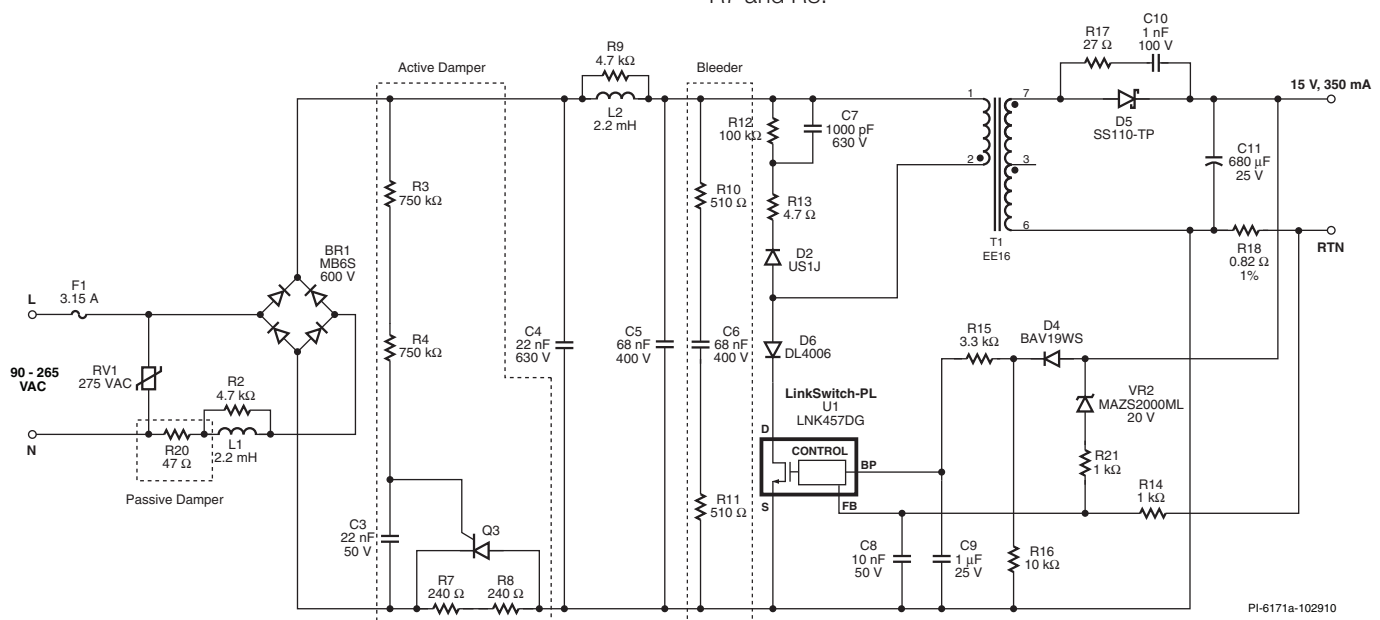 R7 and R8.
Active Damper
R9
4.7 kΩ
L2
2.2 mH
Bleeder
R12
100 kΩ
C7
1000 pF
630 V
1
2
7
3
6
T1
EE16
R17
27 Ω
C10
1 nF
100 V
D5
SS110-TP
15 V, 350 mA
C11
680 μF
25 V
R18
0.82 Ω
1%
RTN
R3
750 kΩ
R10
510 Ω
R13
4.7 Ω
D2
US1J
BR1
MB6S
600 V
F1
3.15 A
L
RV1
275 VAC
90 - 265
VAC
N
R2
4.7 kΩ
L1
2.2 mH
R20
47 Ω
Passive Damper
R4
750 kΩ
C4
22 nF
630 V
C5
68 nF
400 V
C6
68 nF
400 V
D6
DL4006
LinkSwitch-PL
U1
LNK457DG
D
CONTROL
BP
S
FB
R15
3.3 kΩ
D4
BAV19WS
VR2
MAZS2000ML
20 V
R21
1 kΩ
R14
1 kΩ
R11
510 Ω
C3
22 nF
50 V
Q3
R7
240 Ω
R8
240 Ω
C8
10 nF
50 V
C9
1 μF
25 V
R16
10 kΩ
PI-6171a-102910